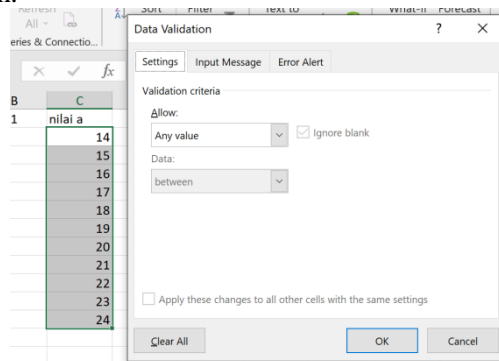 Refresh
All
Sort
Filter
Text to
What-If
Forecast
eries & Connectio...
fx
B
C
1
nilai a
14
15
16
17
18
19
20
21
22
23
24
Data Validation
?
Settings
Input Message
Error Alert
Validation criteria
Allow:
Any value
Ignore blank
Data:
between
Apply these changes to all other cells with the same settings
Clear All
OK
Cancel